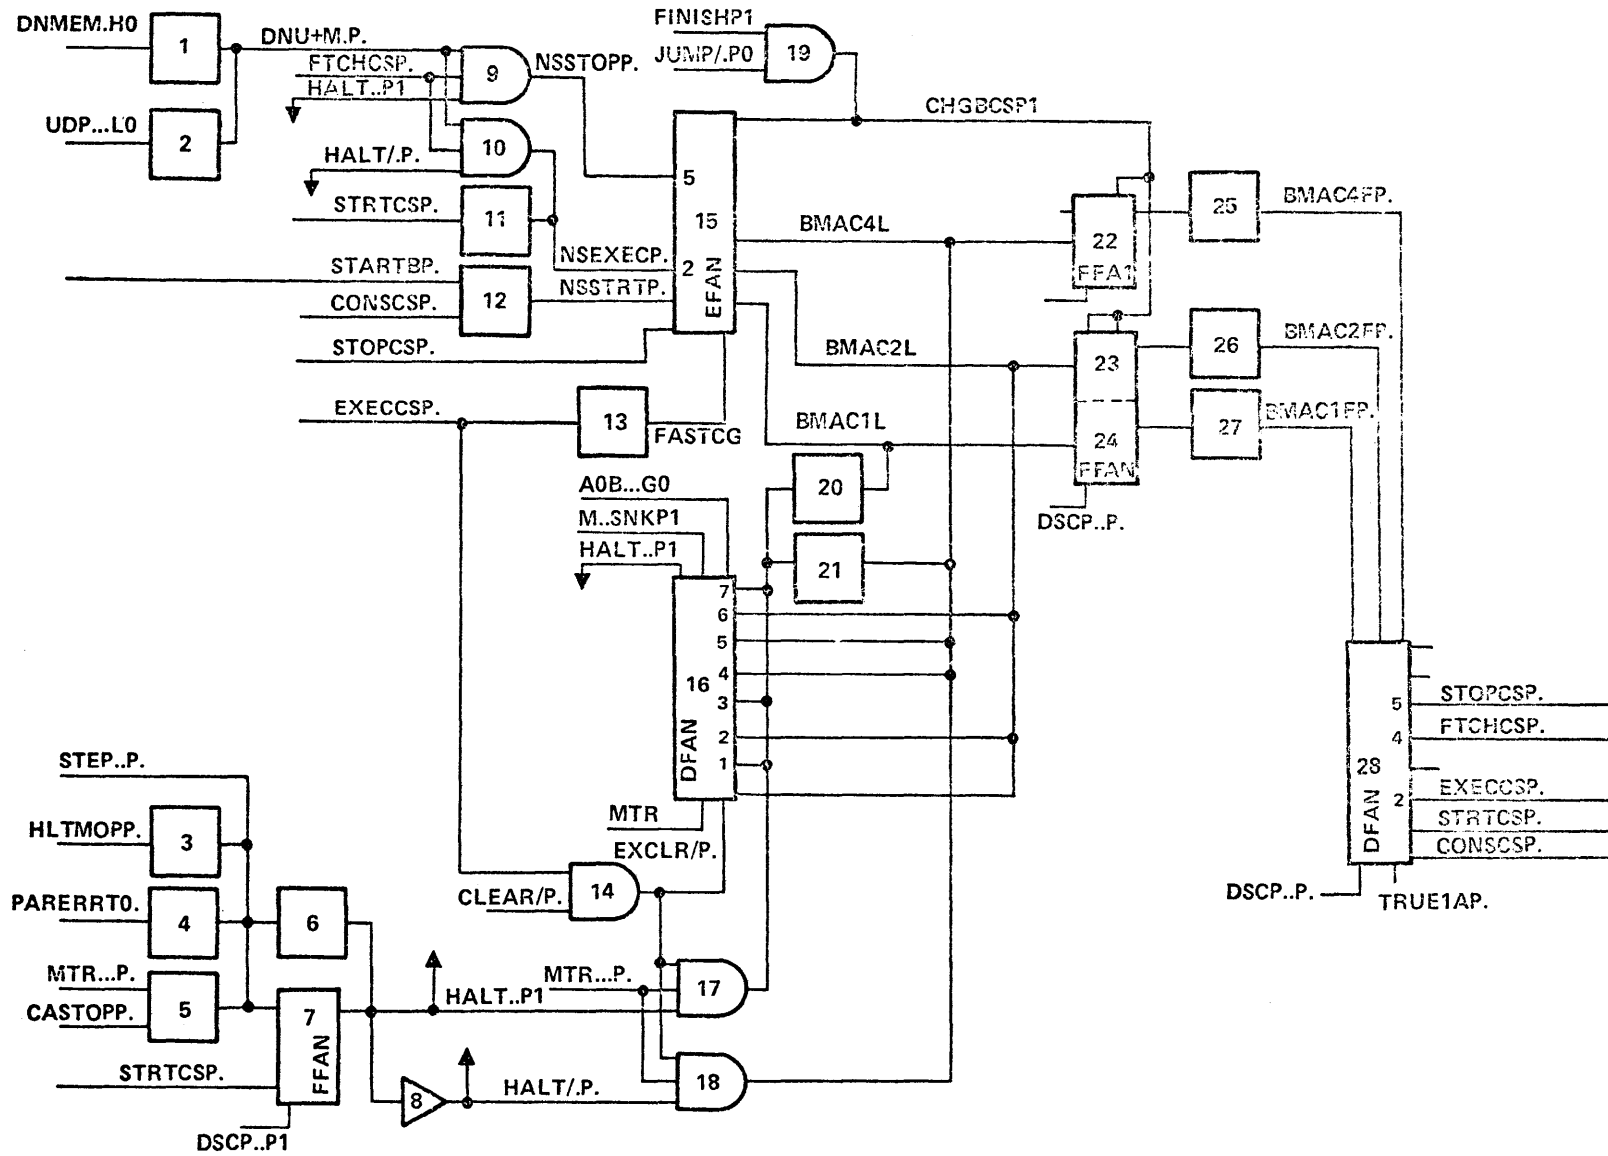 DNMEM.H0
1
DNU+M.P.
FTCHCSP.
HALT..P1
9
NSSTOPP.
FINISHP1
JUMP/.P0
19
CHGBCSP1
UDP...L0
2
10
HALT/.P.
STRTCSP.
11
STARTBP.
CONSCSP.
12
NSEXECP.
NSSTRTP.
STOPCSP.
5
15
2
EFAN
BMAC4L
22
FFA1
25
BMAC4FP.
BMAC2L
23
26
BMAC2FP.
EXECCSP.
13
FASTCG
BMAC1L
24
FFAN
27
BMAC1FP.
DSCP..P.
A0B...G0
M..SNKP1
HALT..P1
20
21
7
6
5
4
16
3
2
1
DFAN
MTR
EXCLR/P.
CLEAR/P.
14
STEP..P.
HLTMOPP.
3
PARERRT0.
4
6
MTR...P.
CASTOPP.
5
7
FFAN
STRTCSP.
DSCP..P1
8
HALT..P1
HALT/.P.
MTR...P.
17
18
5
STOPCSP.
4
FTCHCSP.
28
2
EXECCSP.
DFAN
STRTCSP.
CONSCSP.
DSCP..P.
TRUE1AP.